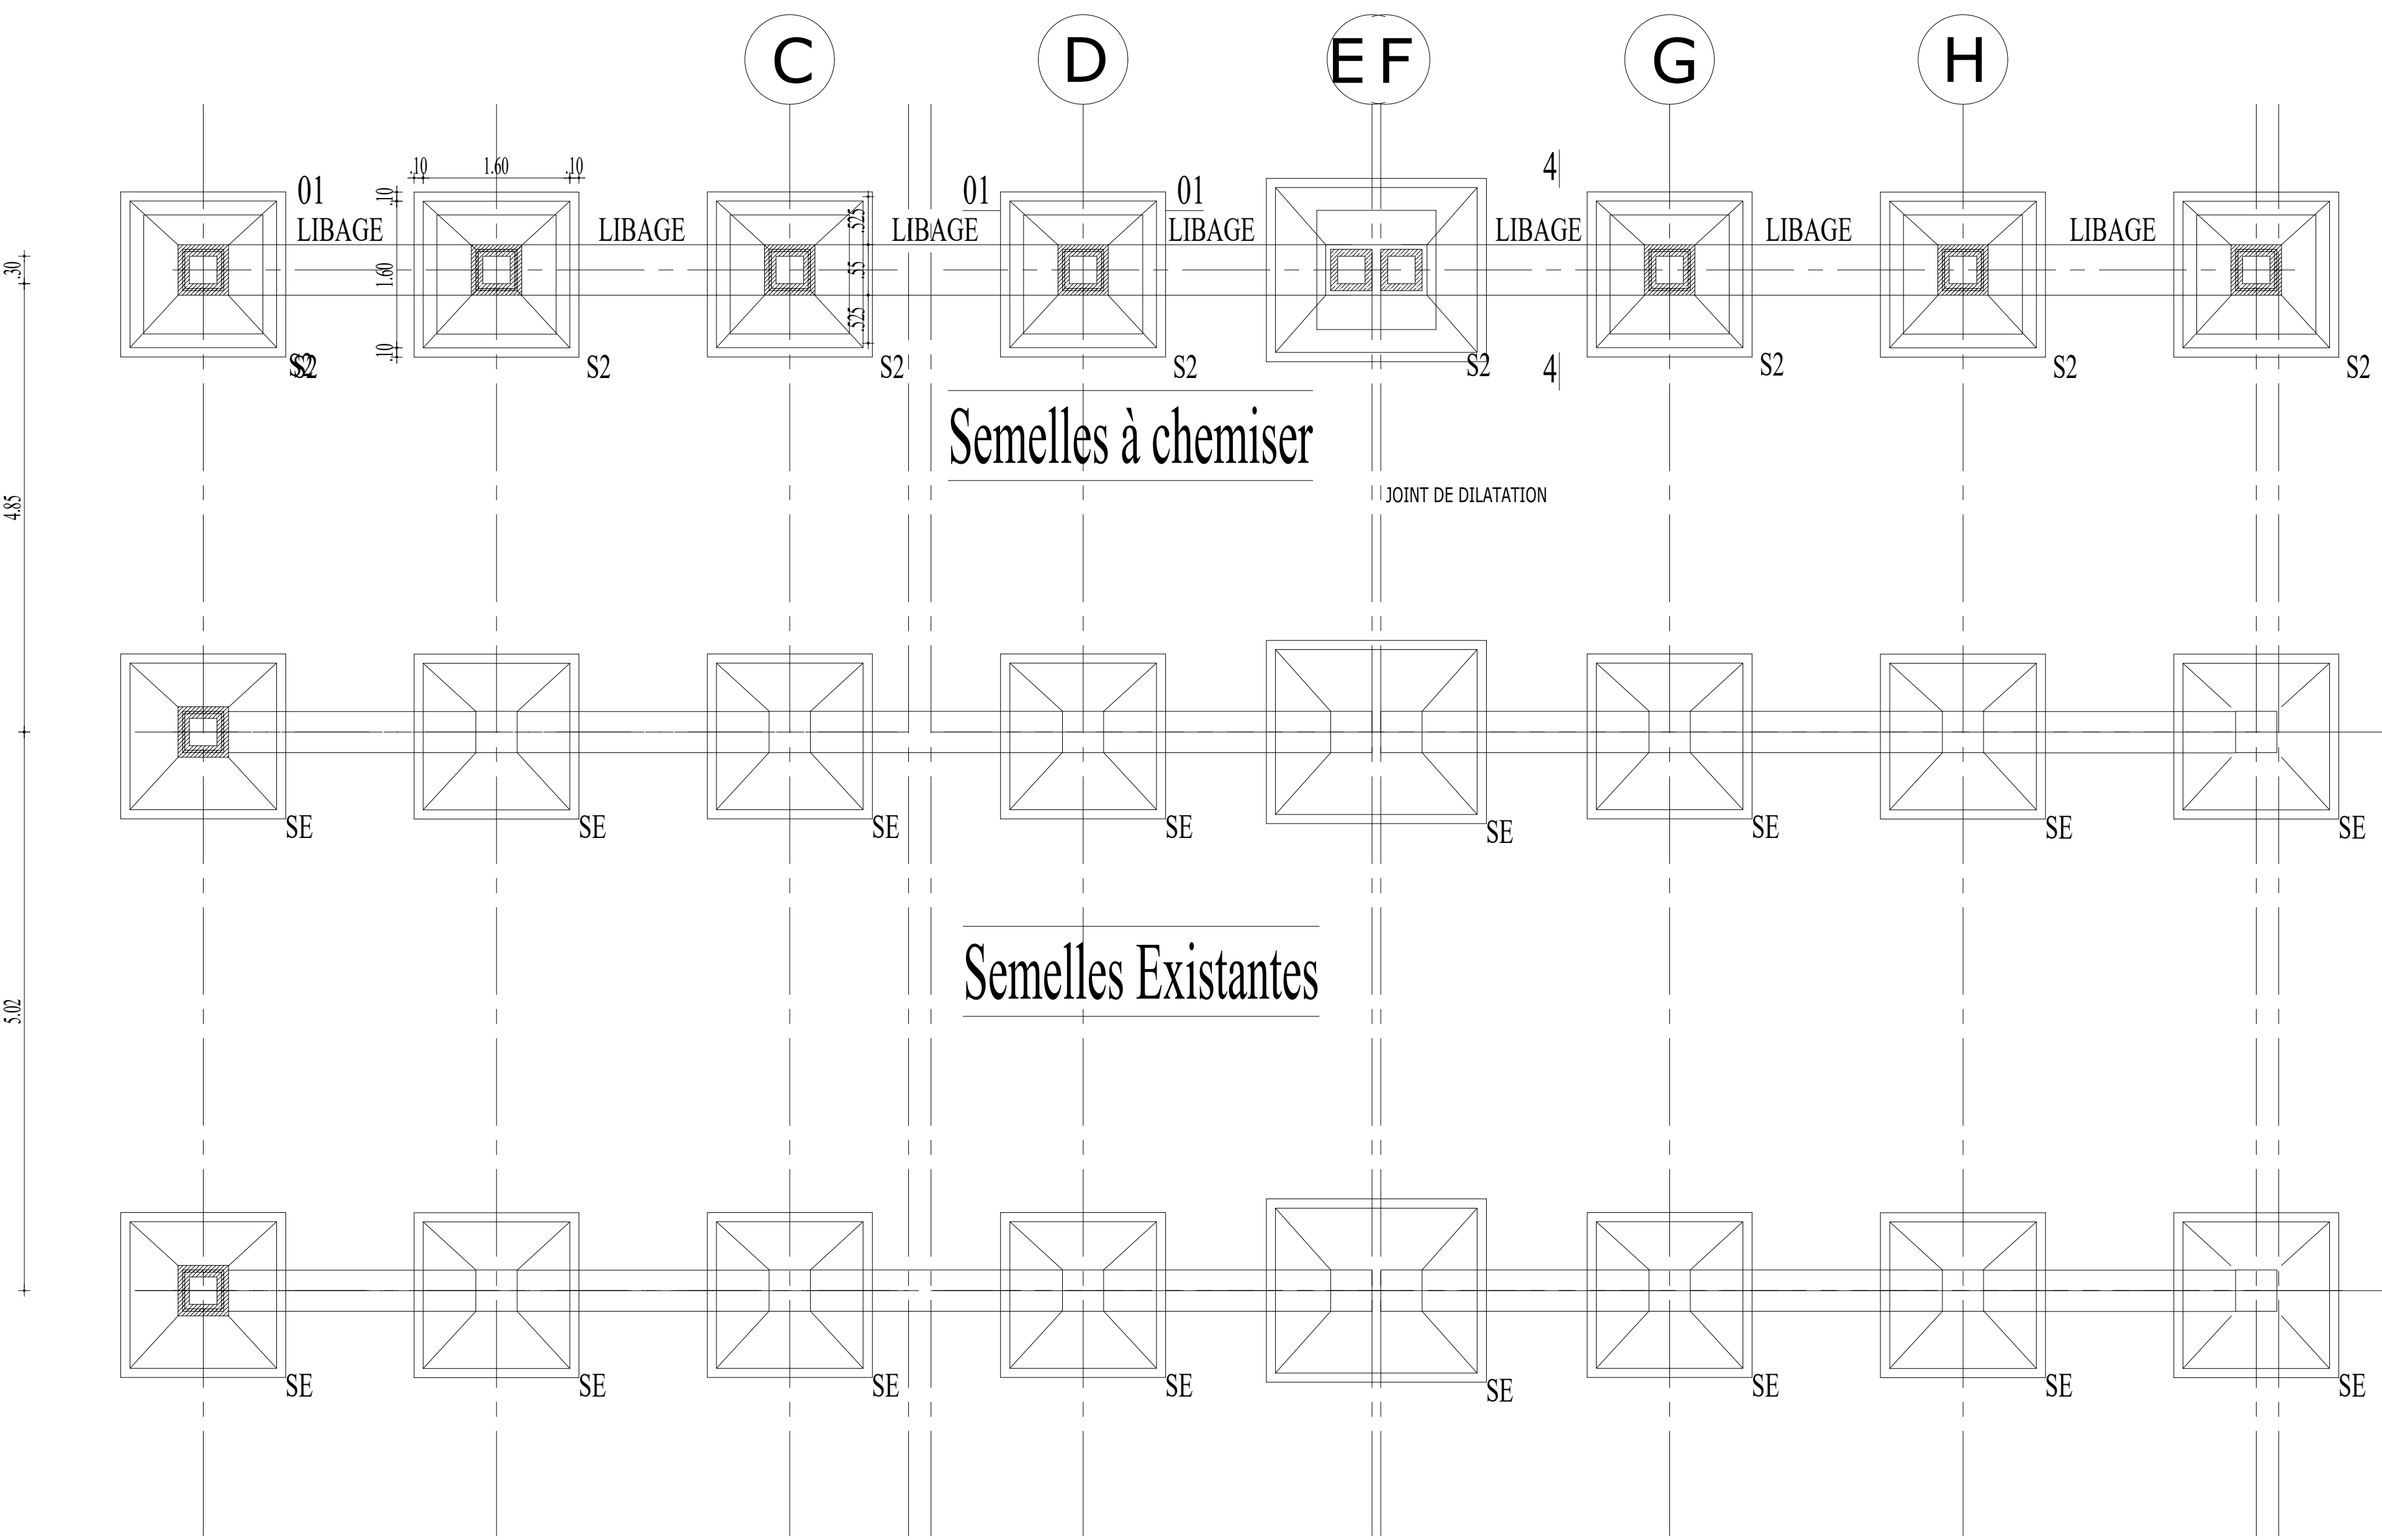 C
D
E F
G
H
.10
1.60
.10
4
.10
01
01
01
.525
LIBAGE
LIBAGE
LIBAGE
LIBAGE
LIBAGE
LIBAGE
LIBAGE
.30
1.60
.55
.525
.10
4
S2
S2
S2
S2
S2
S2
S2
S2
S2
Semelles à chemiser
4.85
JOINT DE DILATATION
SE
SE
SE
SE
SE
SE
SE
SE
Semelles Existantes
5.02
SE
SE
SE
SE
SE
SE
SE
SE